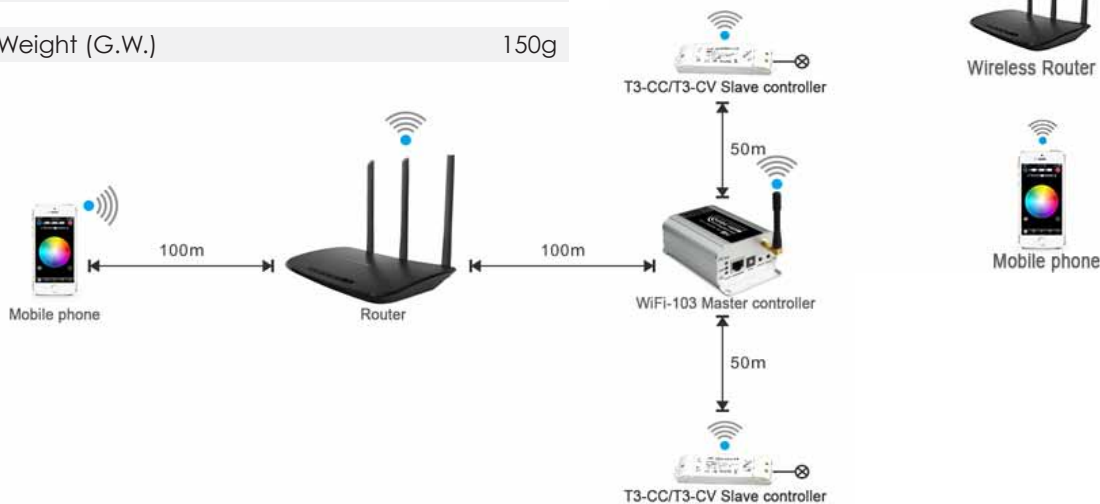 Weight (G.W.) 150g
T3-CC/T3-CV Slave controller
50m
Wireless Router
100m
100m
Mobile phone
Router
WiFi-103 Master controller
Mobile phone
50m
T3-CC/T3-CV Slave controller